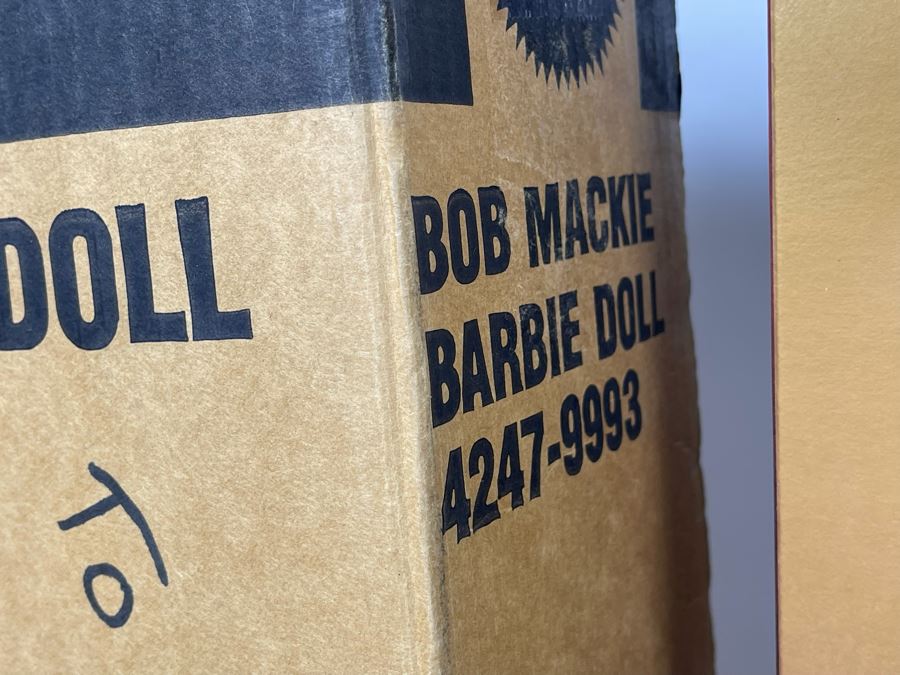 DOLL
To
BOB MACKIE
BARBIE DOLL
4247-9993